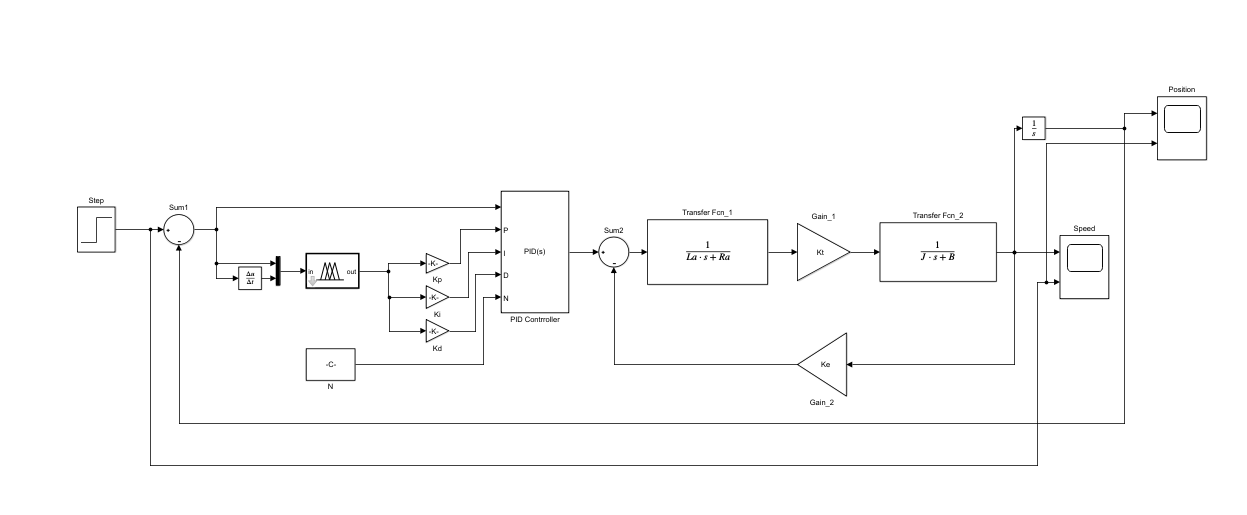 Position
1
s
Step
Sum1
Δu
Δt
in
out
-K-
Kp
-K-
Ki
-K-
Kd
-C-
N
P
I
D
N
PID(s)
PID Contrroller
Sum2
Transfer Fcn_1
1
La · s + Ra
Gain_1
Kt
Transfer Fcn_2
1
J · s + B
Speed
Ke
Gain_2